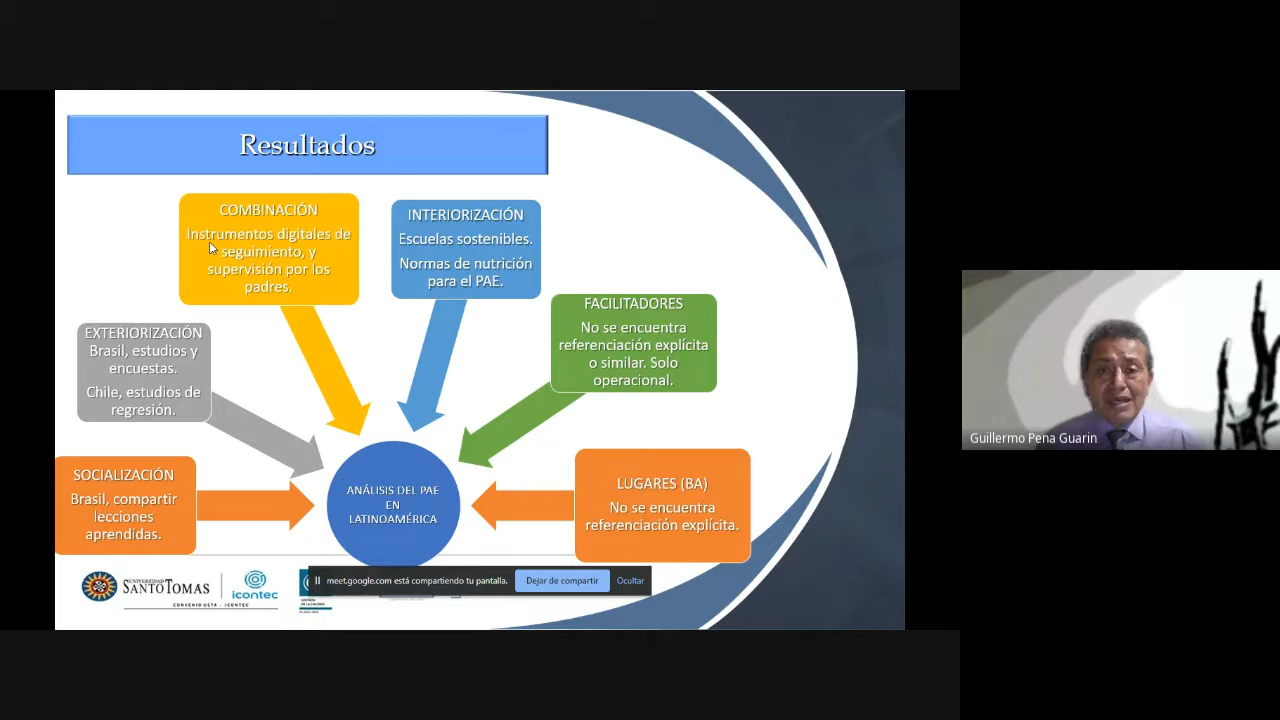 Resultados
COMBINACIÓN
Instrumentos digitales de
seguimiento, y
supervisión por los
padres.
INTERIORIZACIÓN
Escuelas sostenibles.
Normas de nutrición
para el PAE.
FACILITADORES
No se encuentra
referenciación explícita
o similar. Solo
operacional.
EXTERIORIZACIÓN
Brasil, estudios y
encuestas.
Chile, estudios de
regresión.
SOCIALIZACIÓN
Brasil, compartir
lecciones
aprendidas.
ANÁLISIS DEL PAE
EN
LATINOAMÉRICA
LUGARES (BA)
No se encuentra
referenciación explícita.
UNIVERSIDAD
SANTO TOMAS
icontec
CONVENIO USTA - ICONTEC
meet.google.com está compartiendo tu pantalla.
Dejar de compartir
Ocultar
Guillermo Pena Guarin